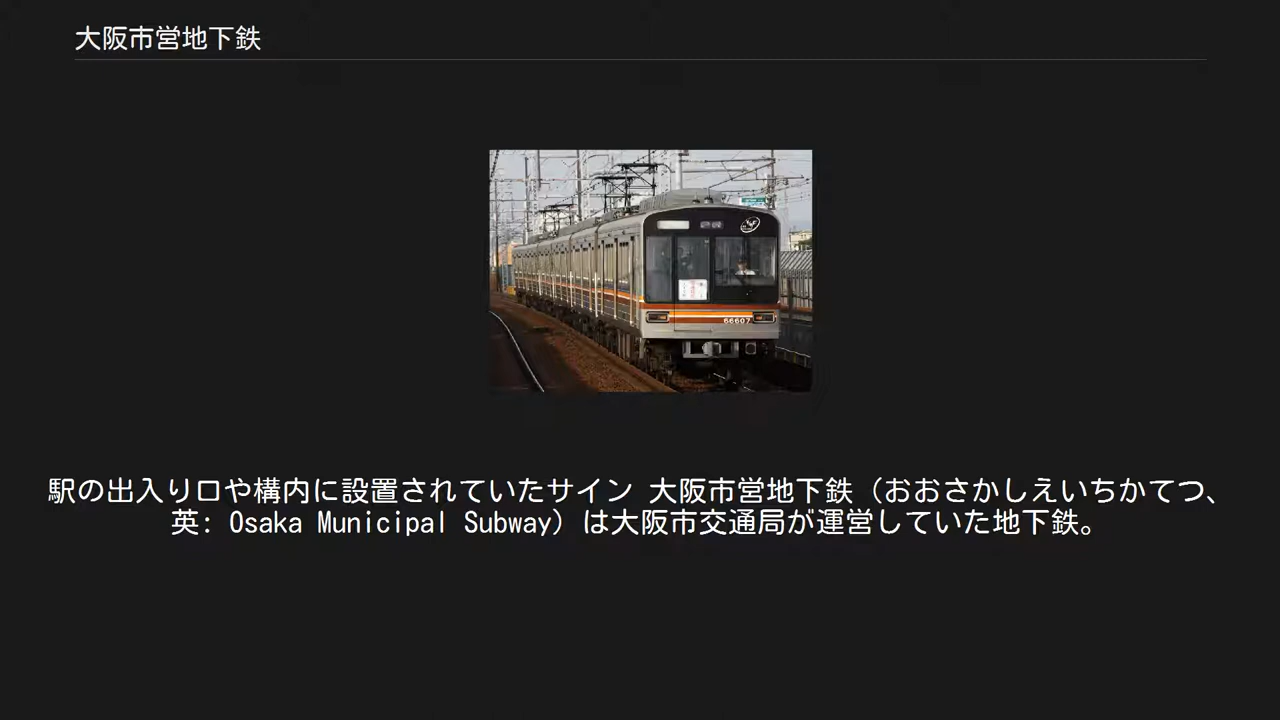 大阪市営地下鉄
66607
駅の出入り口や構内に設置されていたサイン 大阪市営地下鉄（おおさかしえいちかてつ、
英: Osaka Municipal Subway）は大阪市交通局が運営していた地下鉄。